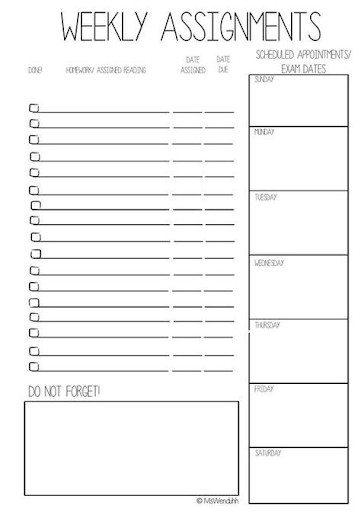 WEEKLY ASSIGNMENTS
SCHEDULED APPOINTMENTS/
EXAM DATES
DONE!
HOMEWORK/ ASSIGNED READING
DATE
ASSIGNED
DATE
DUE
SUNDAY
MONDAY
TUESDAY
WEDNESDAY
THURSDAY
FRIDAY
SATURDAY
DO NOT FORGET!
© MsWenduhh